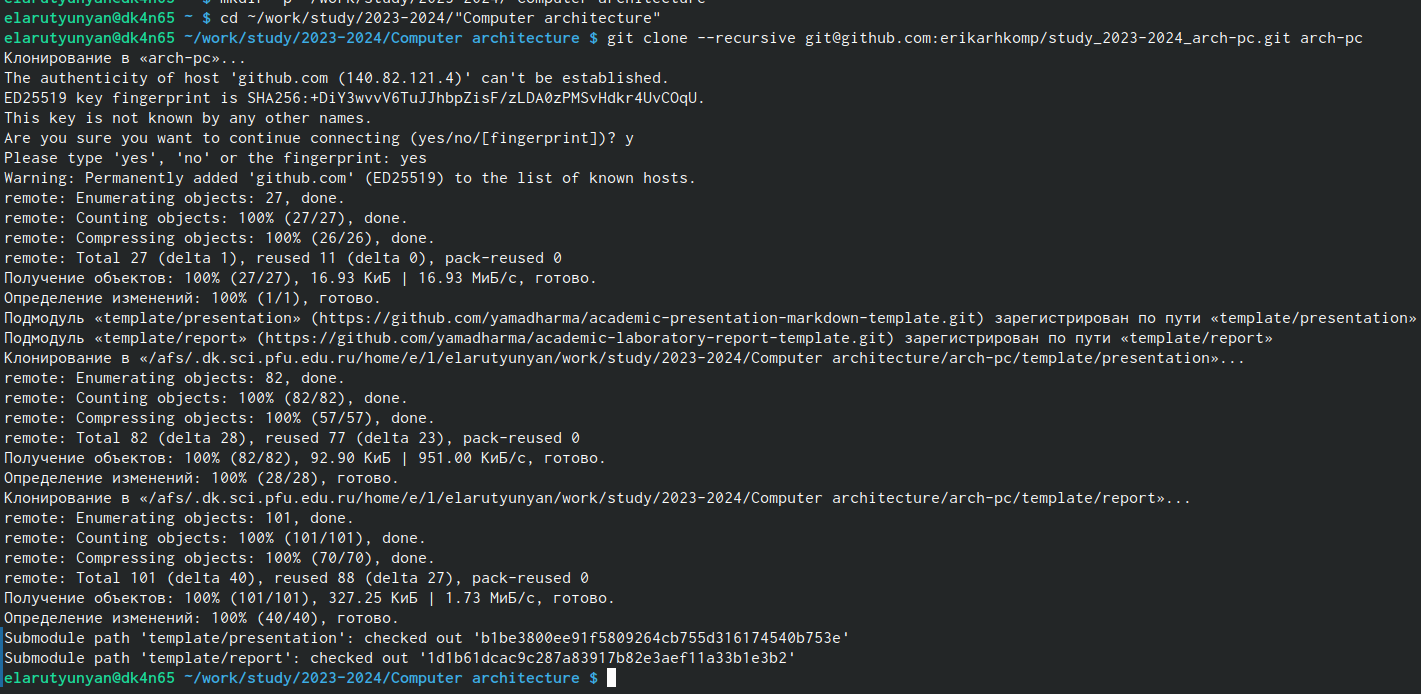 elarutyunyan@dk4n65 ~ $ mkdir -p ~/work/study/2023-2024/"Computer architecture"
elarutyunyan@dk4n65 ~ $ cd ~/work/study/2023-2024/"Computer architecture"
elarutyunyan@dk4n65 ~/work/study/2023-2024/Computer architecture $ git clone --recursive git@github.com:erikarhkomp/study_2023-2024_arch-pc.git arch-pc
Клонирование в «arch-pc»...
The authenticity of host 'github.com (140.82.121.4)' can't be established.
ED25519 key fingerprint is SHA256:+DiY3wvvV6TuJJhbpZisF/zLDA0zPMSvHdkr4UvCOqU.
This key is not known by any other names.
Are you sure you want to continue connecting (yes/no/[fingerprint])? y
Please type 'yes', 'no' or the fingerprint: yes
Warning: Permanently added 'github.com' (ED25519) to the list of known hosts.
remote: Enumerating objects: 27, done.
remote: Counting objects: 100% (27/27), done.
remote: Compressing objects: 100% (26/26), done.
remote: Total 27 (delta 1), reused 11 (delta 0), pack-reused 0
Получение объектов: 100% (27/27), 16.93 КиБ | 16.93 МиБ/с, готово.
Определение изменений: 100% (1/1), готово.
Подмодуль «template/presentation» (https://github.com/yamadharma/academic-presentation-markdown-template.git) зарегистрирован по пути «template/presentation»
Подмодуль «template/report» (https://github.com/yamadharma/academic-laboratory-report-template.git) зарегистрирован по пути «template/report»
Клонирование в «/afs/.dk.sci.pfu.edu.ru/home/e/l/elarutyunyan/work/study/2023-2024/Computer architecture/arch-pc/template/presentation»...
remote: Enumerating objects: 82, done.
remote: Counting objects: 100% (82/82), done.
remote: Compressing objects: 100% (57/57), done.
remote: Total 82 (delta 28), reused 77 (delta 23), pack-reused 0
Получение объектов: 100% (82/82), 92.90 КиБ | 951.00 КиБ/с, готово.
Определение изменений: 100% (28/28), готово.
Клонирование в «/afs/.dk.sci.pfu.edu.ru/home/e/l/elarutyunyan/work/study/2023-2024/Computer architecture/arch-pc/template/report»...
remote: Enumerating objects: 101, done.
remote: Counting objects: 100% (101/101), done.
remote: Compressing objects: 100% (70/70), done.
remote: Total 101 (delta 40), reused 88 (delta 27), pack-reused 0
Получение объектов: 100% (101/101), 327.25 КиБ | 1.73 МиБ/с, готово.
Определение изменений: 100% (40/40), готово.
Submodule path 'template/presentation': checked out 'b1be3800ee91f5809264cb755d316174540b753e'
Submodule path 'template/report': checked out '1d1b61dcac9c287a83917b82e3aef11a33b1e3b2'
elarutyunyan@dk4n65 ~/work/study/2023-2024/Computer architecture $